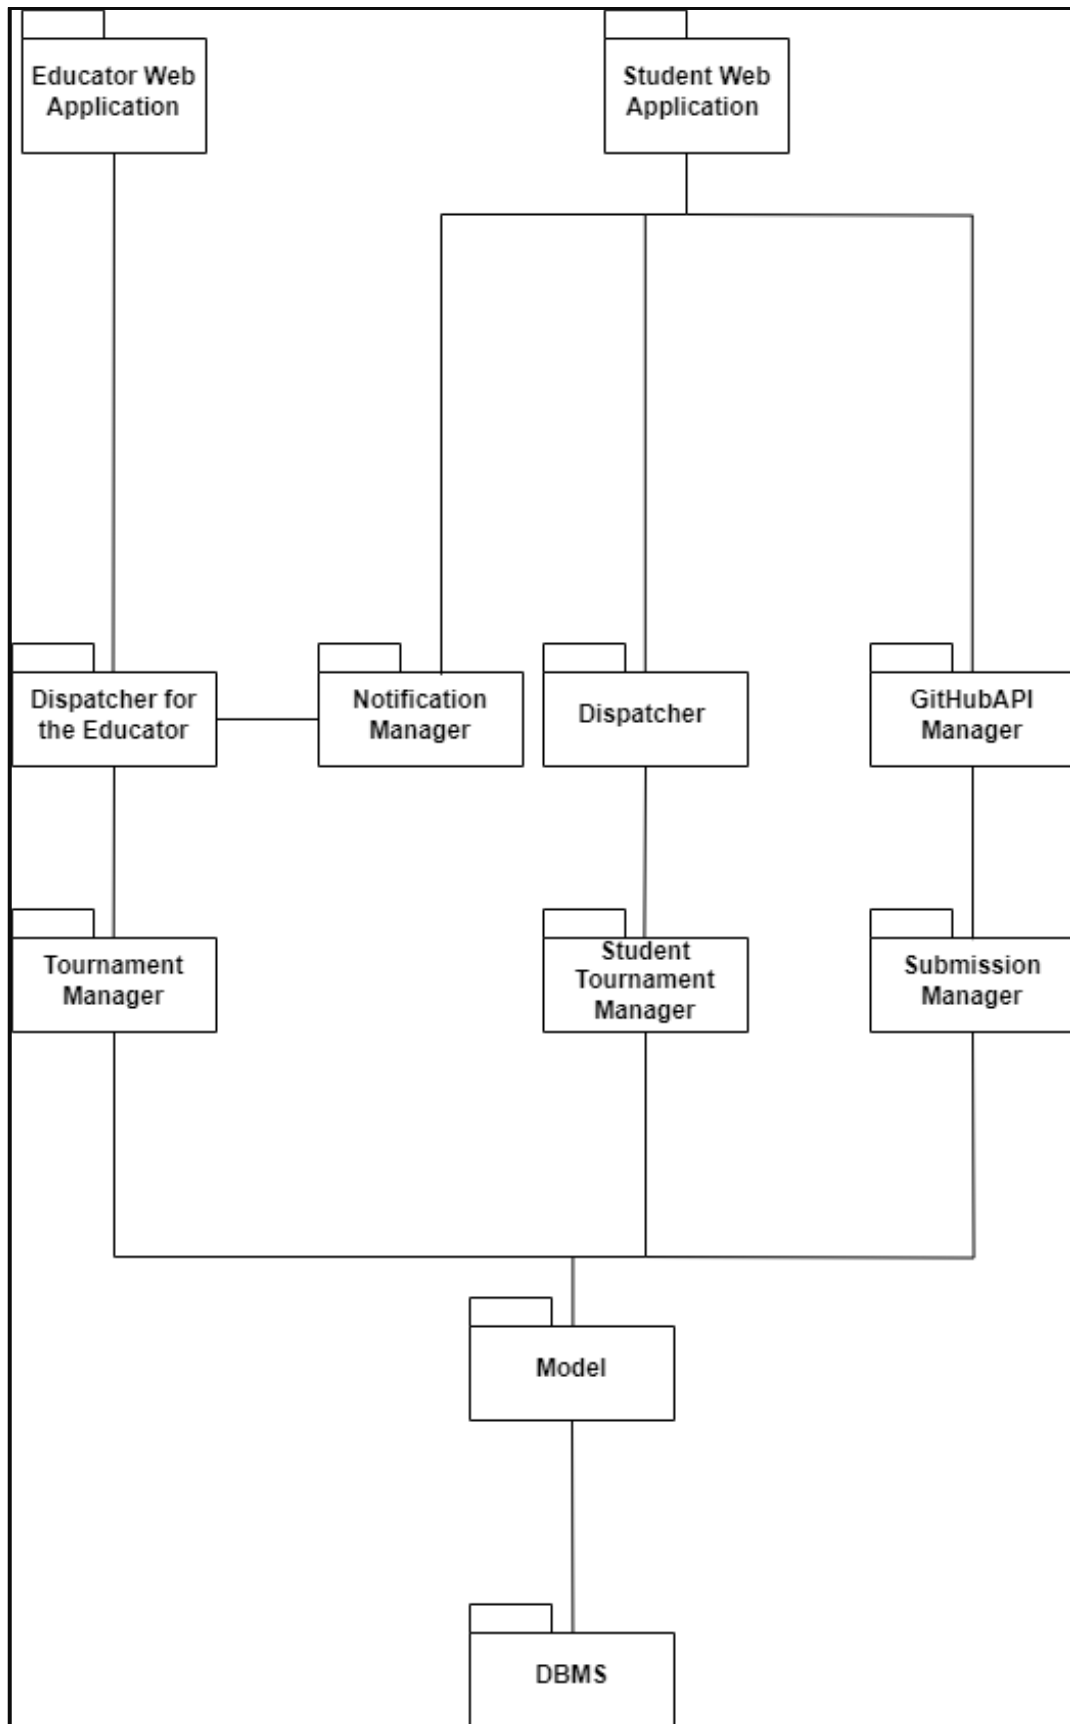 Educator Web
Application
Student Web
Application
Dispatcher for
the Educator
Notification
Manager
Dispatcher
GitHubAPI
Manager
Tournament
Manager
Student
Tournament
Manager
Submission
Manager
Model
DBMS